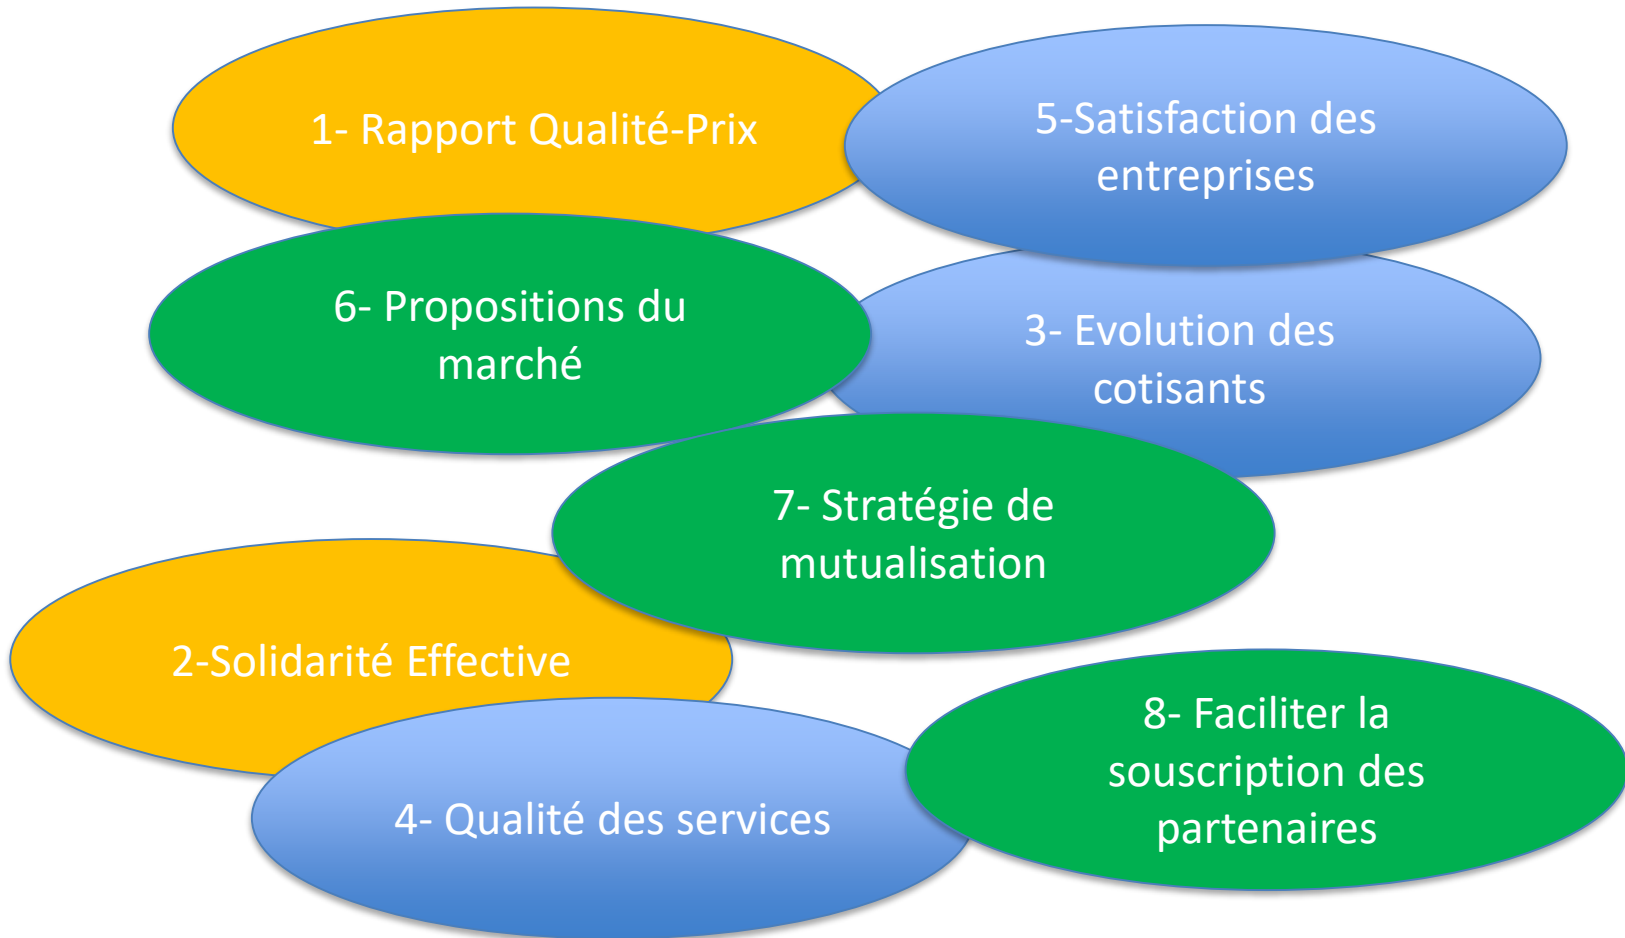 1- Rapport Qualité-Prix
5-Satisfaction des
entreprises
6- Propositions du
marché
3- Evolution des
cotisants
7- Stratégie de
mutualisation
2-Solidarité Effective
4- Qualité des services
8- Faciliter la
souscription des
partenaires